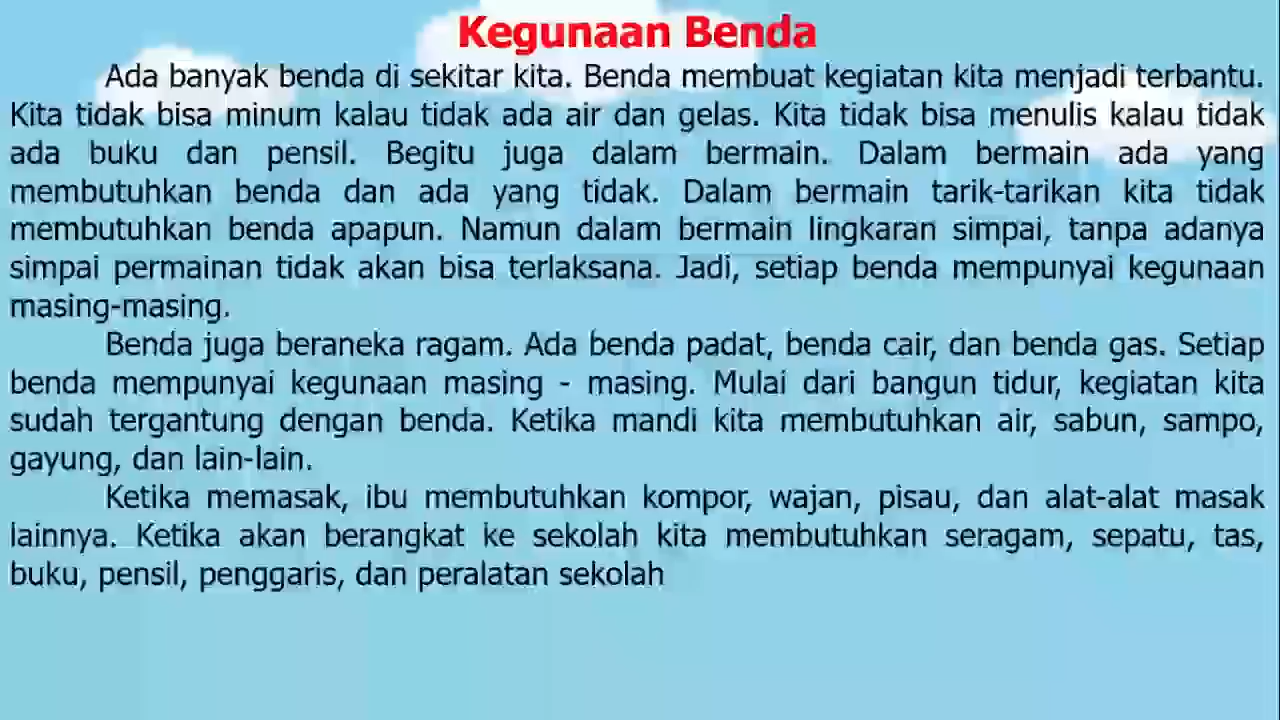 Kegunaan Benda
Ada banyak benda di sekitar kita. Benda membuat kegiatan kita menjadi terbantu.
Kita tidak bisa minum kalau tidak ada air dan gelas. Kita tidak bisa menulis kalau tidak
ada buku dan pensil. Begitu juga dalam bermain. Dalam bermain ada yang
membutuhkan benda dan ada yang tidak. Dalam bermain tarik-tarikan kita tidak
membutuhkan benda apapun. Namun dalam bermain lingkaran simpai, tanpa adanya
simpai permainan tidak akan bisa terlaksana. Jadi, setiap benda mempunyai kegunaan
masing-masing.
Benda juga beraneka ragam. Ada benda padat, benda cair, dan benda gas. Setiap
benda mempunyai kegunaan masing - masing. Mulai dari bangun tidur, kegiatan kita
sudah tergantung dengan benda. Ketika mandi kita membutuhkan air, sabun, sampo,
gayung, dan lain-lain.
Ketika memasak, ibu membutuhkan kompor, wajan, pisau, dan alat-alat masak
lainnya. Ketika akan berangkat ke sekolah kita membutuhkan seragam, sepatu, tas,
buku, pensil, penggaris, dan peralatan sekolah